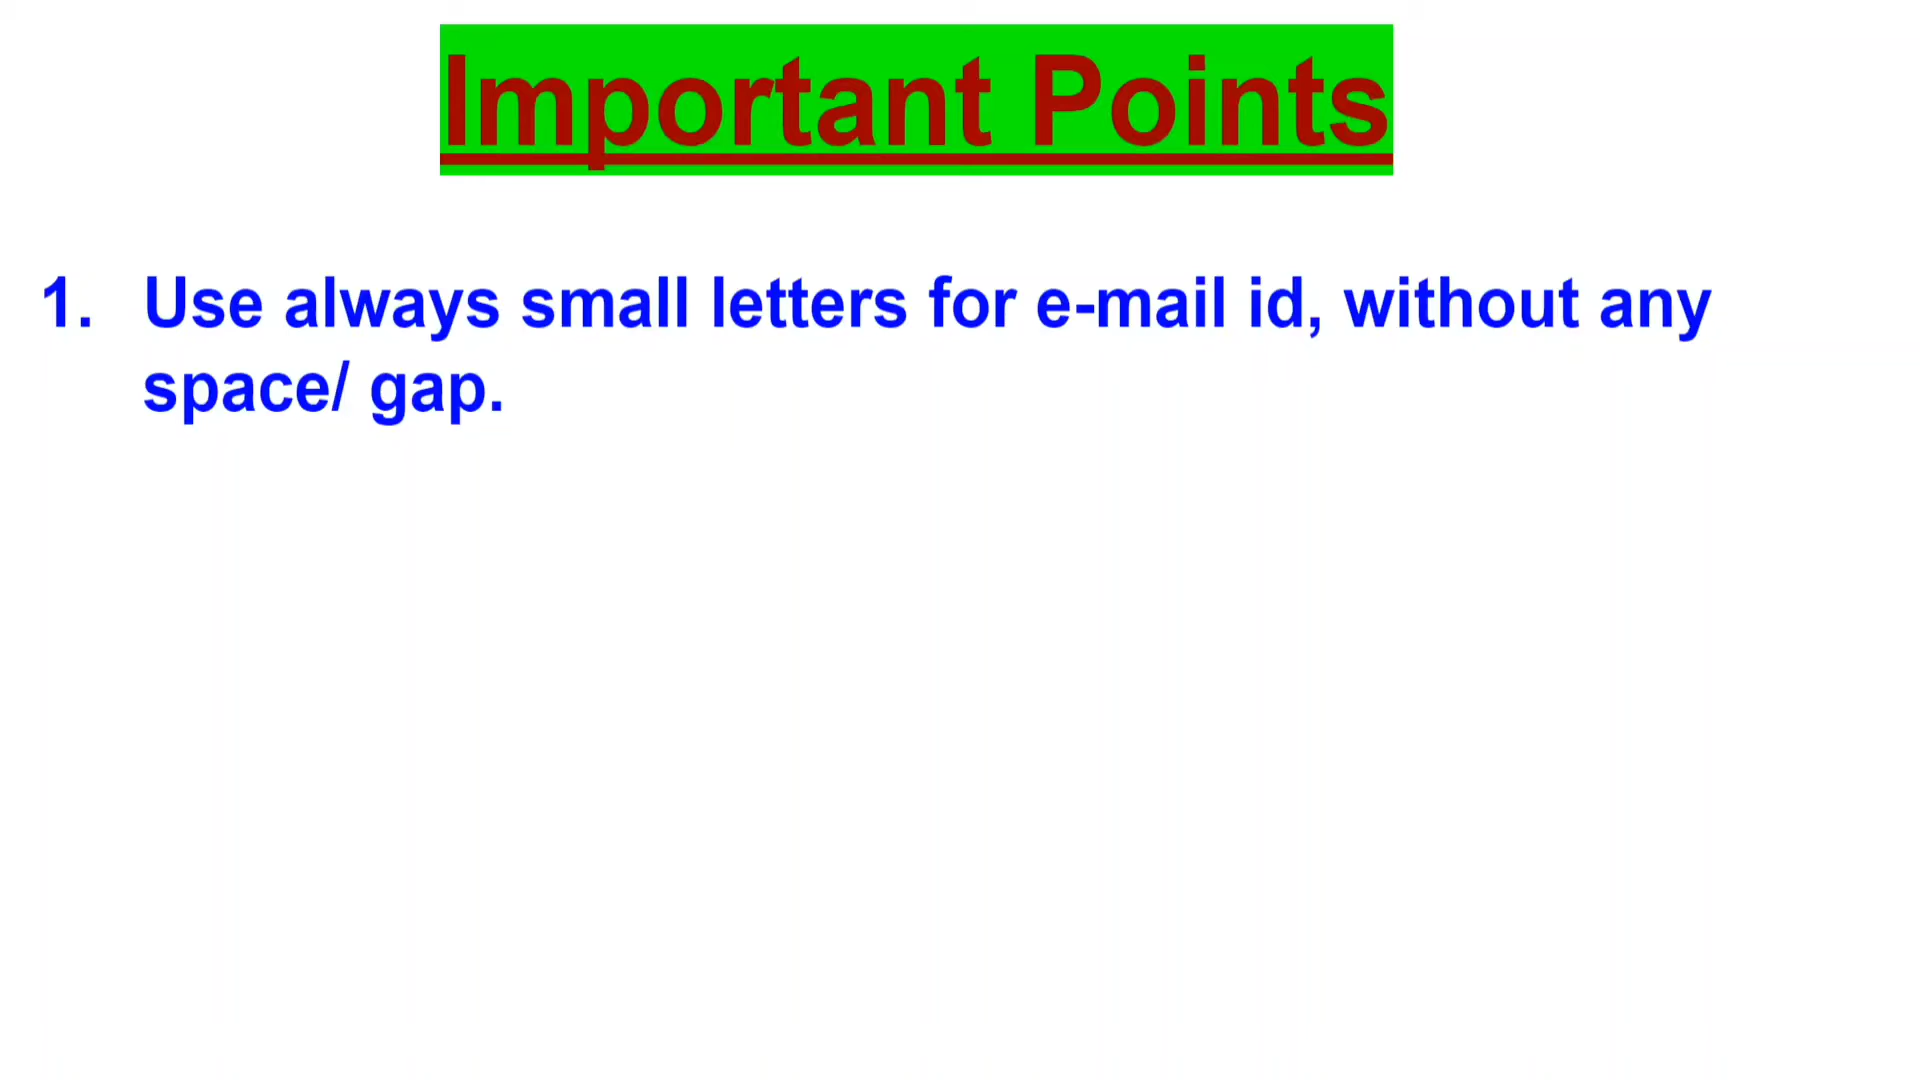 Important Points
1. Use always small letters for e-mail id, without any
space/ gap.